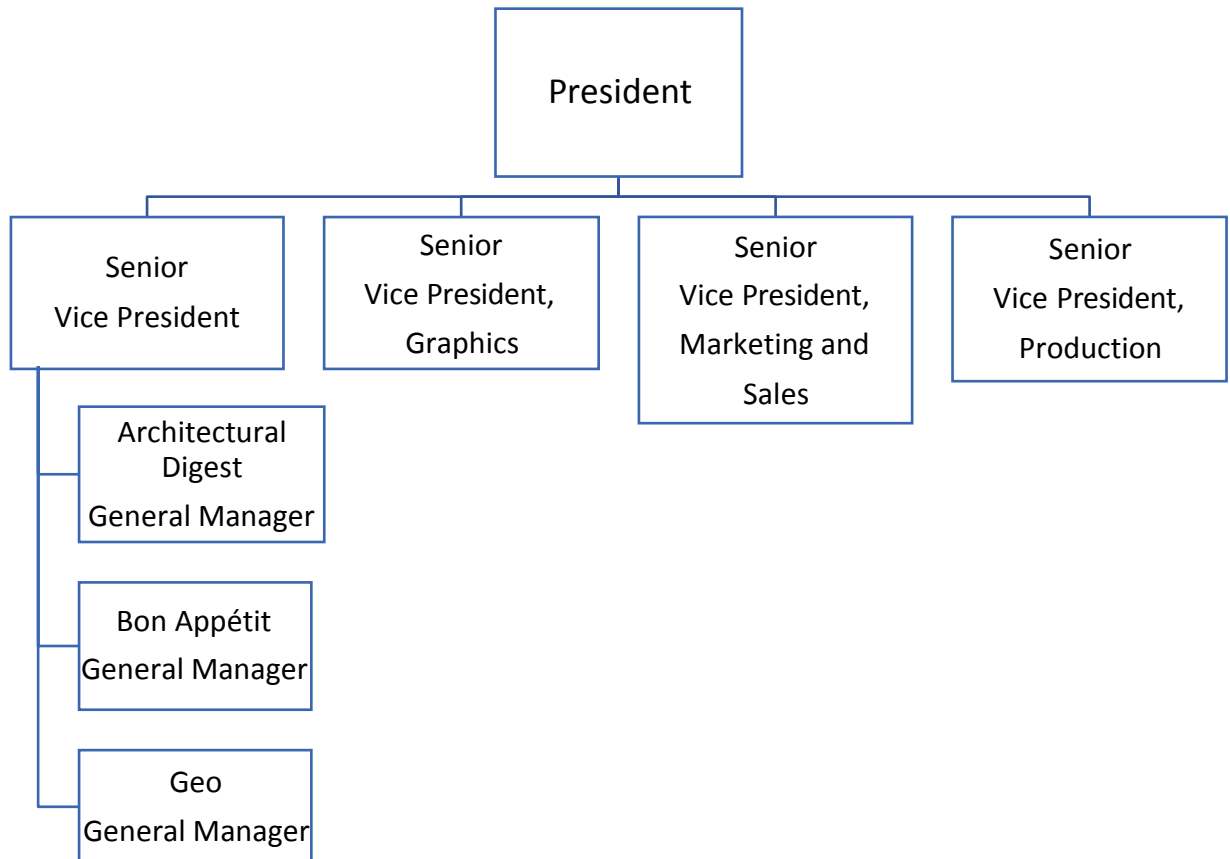 President
Senior
Vice President
Senior
Vice President,
Graphics
Senior
Vice President,
Marketing and
Sales
Senior
Vice President,
Production
Architectural
Digest
General Manager
Bon Appétit
General Manager
Geo
General Manager